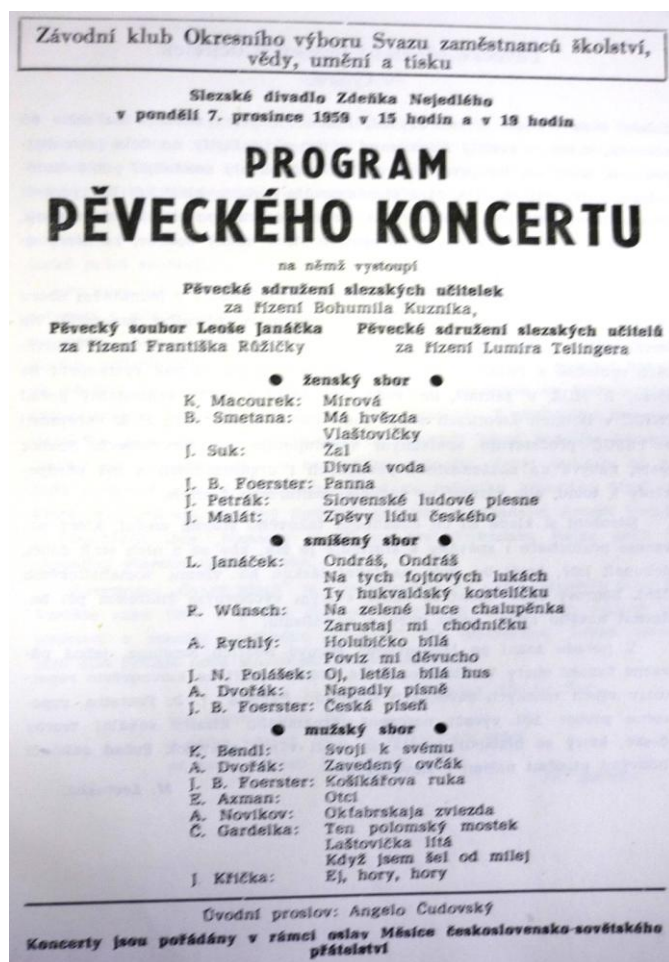 Závodní klub Okresního výboru Svazu zaměstnanců školství,
vědy, umění a tisku
Slezské divadlo Zdeňka Nejedlého
v pondělí 7. prosince 1959 v 15 hodin a v 19 hodin
PROGRAM
PĚVECKÉHO KONCERTU
na němž vystoupí
Pěvecké sdružení slezských učitelek
za řízení Bohumila Kuzníka,
Pěvecký soubor Leoše Janáčka Pěvecké sdružení slezských učitelů
za řízení Františka Růžičky za řízení Lumíra Telingera
● ženský sbor ●
K. Macourek: Mírová
B. Smetana: Má hvězda
Vlaštovičky
J. Suk: Žal
Divná voda
J. B. Foerster: Panna
J. Petrák: Slovenské ludové piesne
J. Malát: Zpěvy lidu českého
● smíšený sbor ●
L. Janáček: Ondráš, Ondráš
Na tych fojtových lukách
Ty hukvaldský kostelíčku
R. Wünsch: Na zelené luce chalupěnka
Zarustaj mi chodníčku
A. Rychlý: Holubičko bílá
Poviz mi děvucho
J. N. Polášek: Oj, letěla bílá hus
A. Dvořák: Napadly písně
J. B. Foerster: Česká píseň
● mužský sbor ●
K. Bendl: Svoji k svému
A. Dvořák: Zavedený ovčák
J. B. Foerster: Košikářova ruka
E. Axman: Otci
A. Novikov: Okťabrskaja zviezda
Č. Gardelka: Ten polomský mostek
Laštovička lítá
Když jsem šel od milej
J. Křička: Ej, hory, hory
Úvodní proslov: Angelo Čudovský
Koncerty jsou pořádány v rámci oslav Měsíce československo-sovětského
přátelství